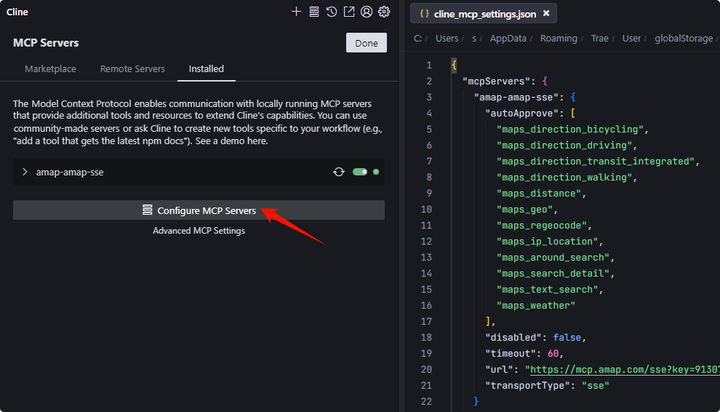 Cline
MCP Servers
Done
Marketplace
Remote Servers
Installed
The Model Context Protocol enables communication with locally running MCP servers
that provide additional tools and resources to extend Cline's capabilities. You can use
community-made servers or ask Cline to create new tools specific to your workflow (e.g.,
"add a tool that gets the latest npm docs"). See a demo here.
amap-amap-sse
Configure MCP Servers
Advanced MCP Settings
{ } cline_mcp_settings.json ×
C: / Users / s / AppData / Roaming / Trae / User / globalStorage /
1 {
2 "mcpServers": {
3 "amap-amap-sse": {
4 "autoApprove": [
5 "maps_direction_bicycling",
6 "maps_direction_driving",
7 "maps_direction_transit_integrated",
8 "maps_direction_walking",
9 "maps_distance",
10 "maps_geo",
11 "maps_regeocode",
12 "maps_ip_location",
13 "maps_around_search",
14 "maps_search_detail",
15 "maps_text_search",
16 "maps_weather"
17 ],
18 "disabled": false,
19 "timeout": 60,
20 "url": "https://mcp.amap.com/sse?key=9130
21 "transportType": "sse"
22 }